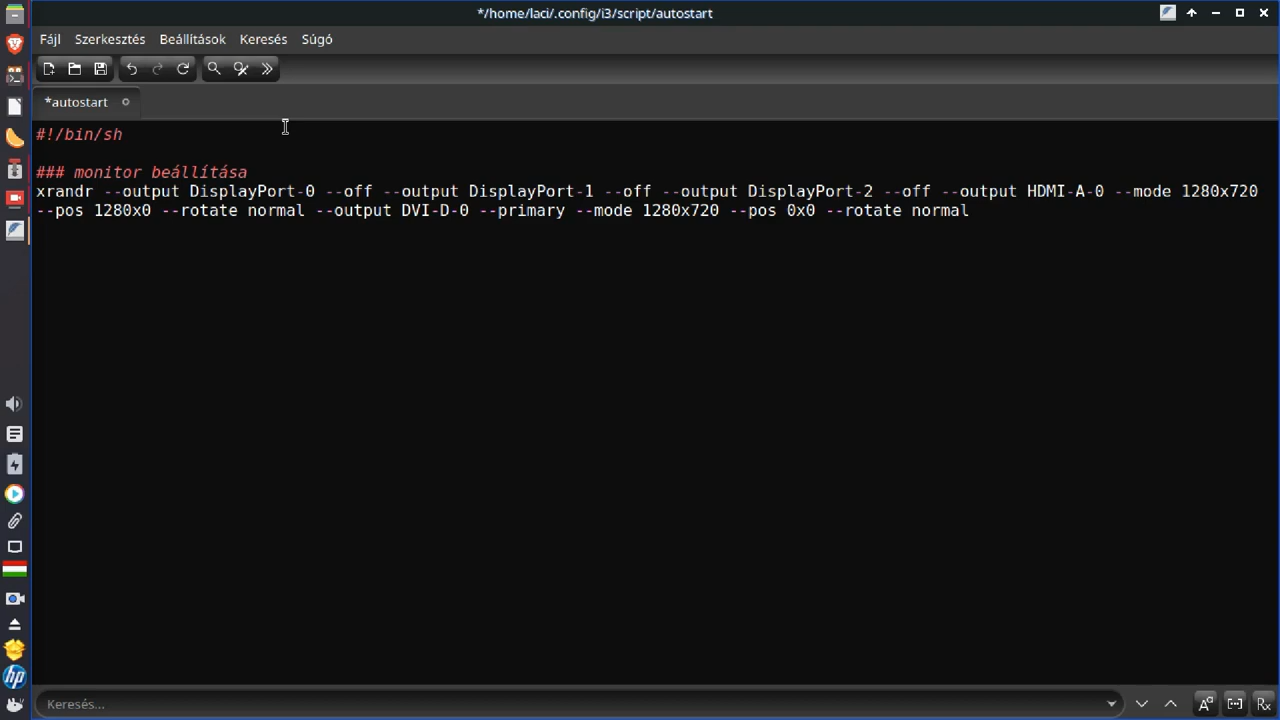 */home/laci/.config/i3/script/autostart
Fájl Szerkesztés Beállítások Keresés Súgó
*autostart
#!/bin/sh
### monitor beállítása
xrandr --output DisplayPort-0 --off --output DisplayPort-1 --off --output DisplayPort-2 --off --output HDMI-A-0 --mode 1280x720
--pos 1280x0 --rotate normal --output DVI-D-0 --primary --mode 1280x720 --pos 0x0 --rotate normal
hp
Keresés...